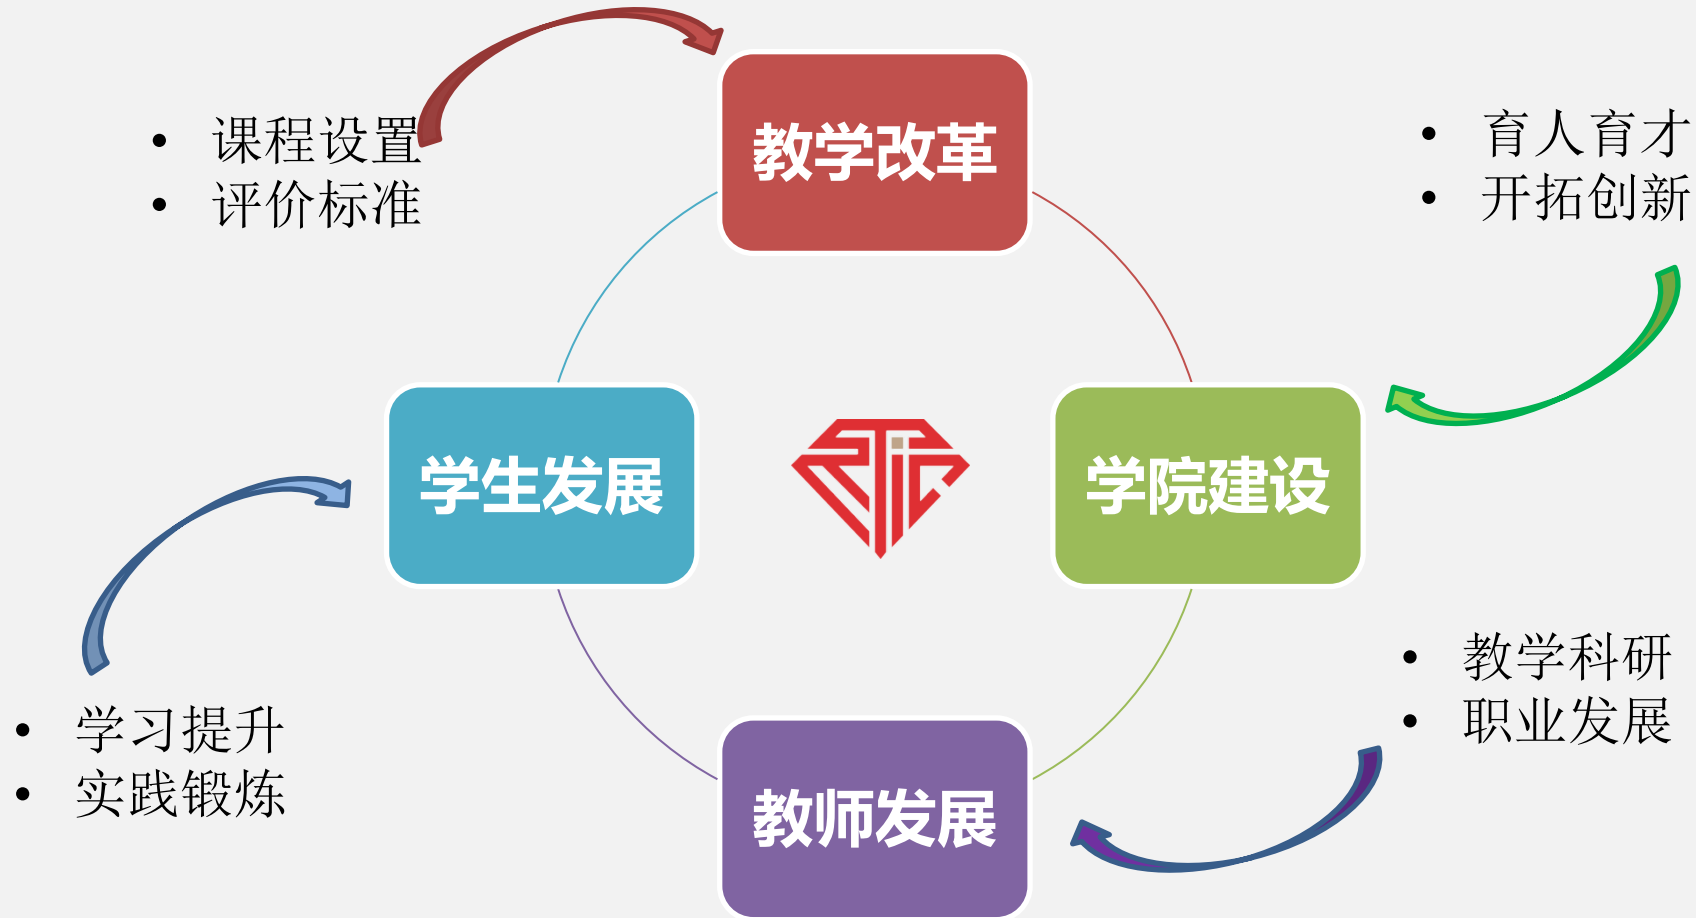 教学改革
• 课程设置
• 评价标准
• 育人育才
• 开拓创新
学生发展
学院建设
• 学习提升
• 实践锻炼
• 教学科研
• 职业发展
教师发展